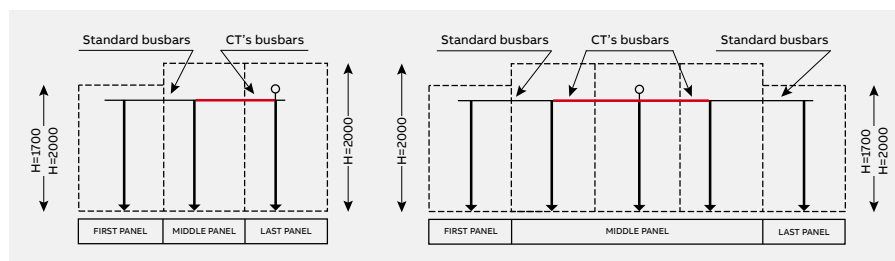 Standard busbars
CT's busbars
H=1700
H=2000
H=2000
FIRST PANEL
MIDDLE PANEL
LAST PANEL
Standard busbars
CT's busbars
Standard busbars
H=2000
H=1700
H=2000
FIRST PANEL
MIDDLE PANEL
LAST PANEL